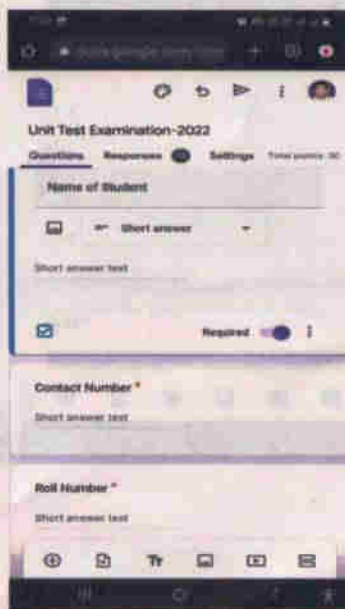 Unit Test Examination-2022
Questions Responses Settings Total points: 30
Name of Student
Short answer
Short answer text
Required
Contact Number *
Short answer text
Roll Number *
Short answer text
Tr